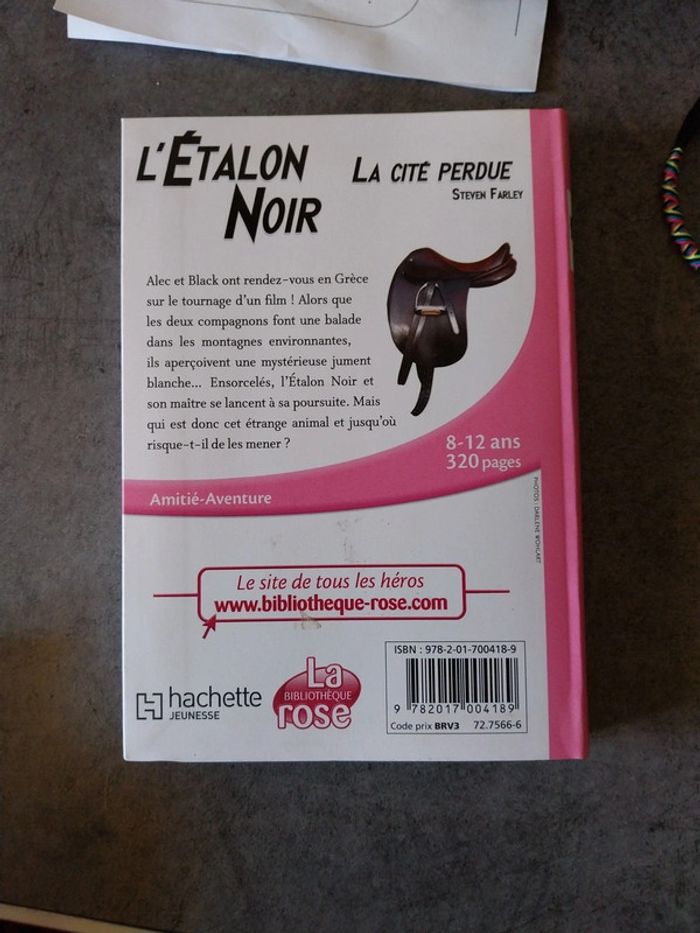 L'ÉTALON
NOIR
LA CITÉ PERDUE
STEVEN FARLEY
Alec et Black ont rendez-vous en Grèce
sur le tournage d'un film ! Alors que
les deux compagnons font une balade
dans les montagnes environnantes,
ils aperçoivent une mystérieuse jument
blanche... Ensorcelés, l'Étalon Noir et
son maître se lancent à sa poursuite. Mais
qui est donc cet étrange animal et jusqu'où
risque-t-il de les mener ?
8-12 ans
320 pages
Amitié-Aventure
PHOTOS : DARLENE WOHLART
Le site de tous les héros
www.bibliotheque-rose.com
hachette
JEUNESSE
La
BIBLIOTHÈQUE
rose
ISBN : 978-2-01-700418-9
9 782017 004189
Code prix BRV3 72.7566-6